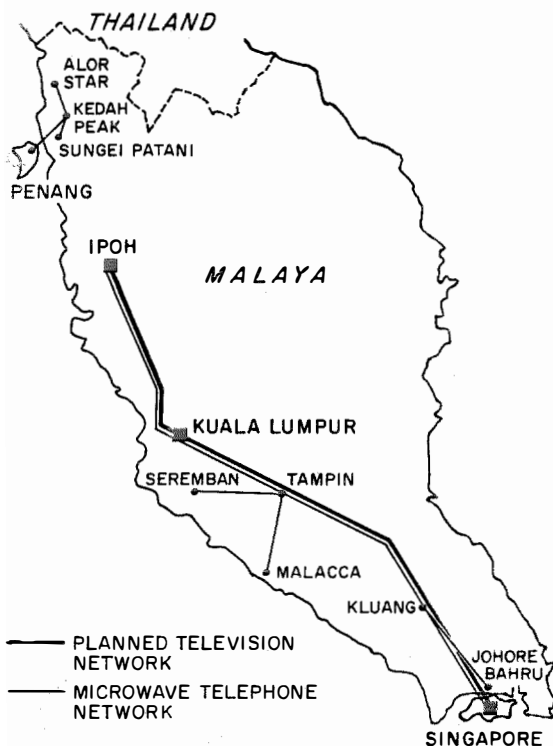 THAILAND
ALOR
STAR
KEDAH
PEAK
SUNGEI PATANI
PENANG
IPOH
MALAYA
KUALA LUMPUR
SEREMBAN
TAMPIN
MALACCA
KLUANG
PLANNED TELEVISION
NETWORK
MICROWAVE TELEPHONE
NETWORK
JOHORE
BAHRU
SINGAPORE